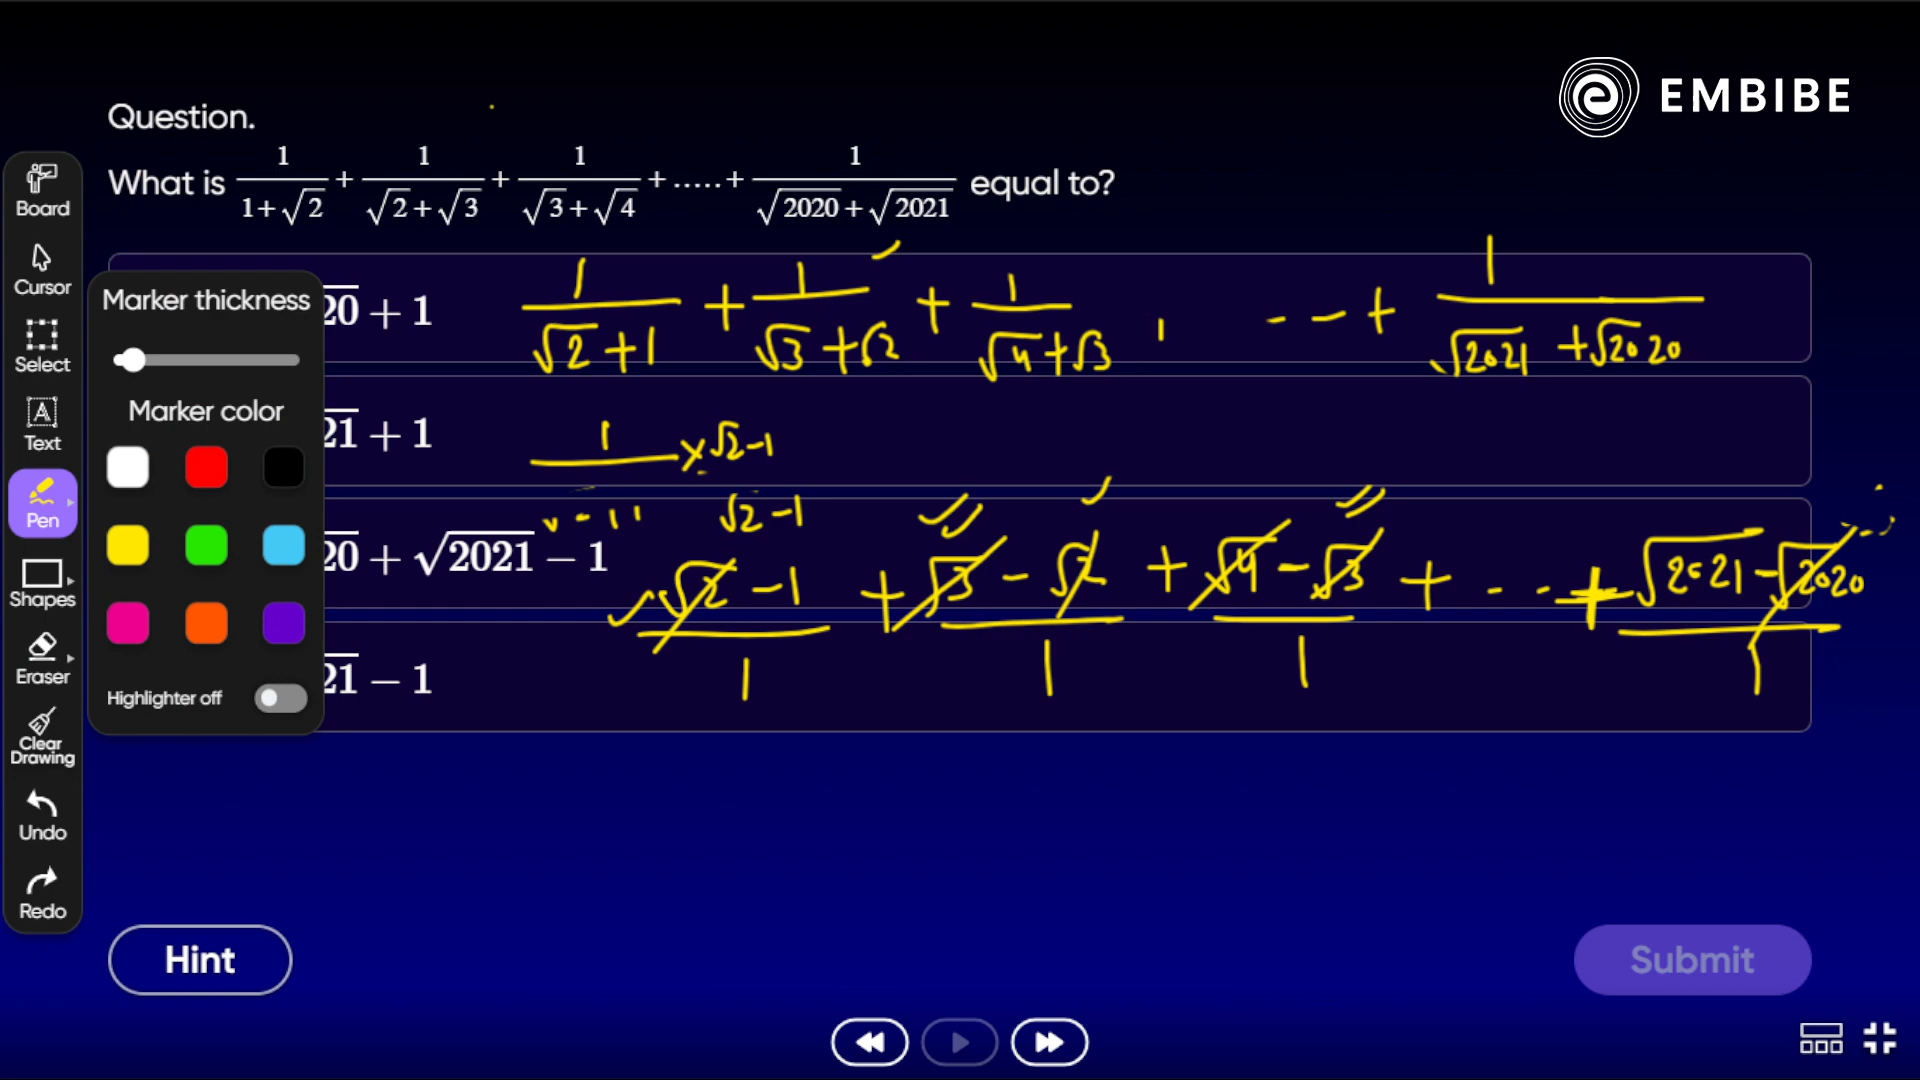 EMBIBE
Question.
What is 1/(1+√2) + 1/(√2+√3) + 1/(√3+√4) + ..... + 1/(√2020+√2021) equal to?
Board
Cursor
Select
Text
Pen
Shapes
Eraser
Clear Drawing
Undo
Redo
Marker thickness
Marker color
Highlighter off
20 + 1
1/(√2+1) + 1/(√3+√2) + 1/(√4+√3) , - - + 1/(√2021+√2020)
21 + 1
1 × √2-1
√2-1
20 + √2021 − 1
(√2-1)/1 + (√3-√2)/1 + (√4-√3)/1 + - - + (√2021-√2020)/1
21 − 1
Hint
Submit